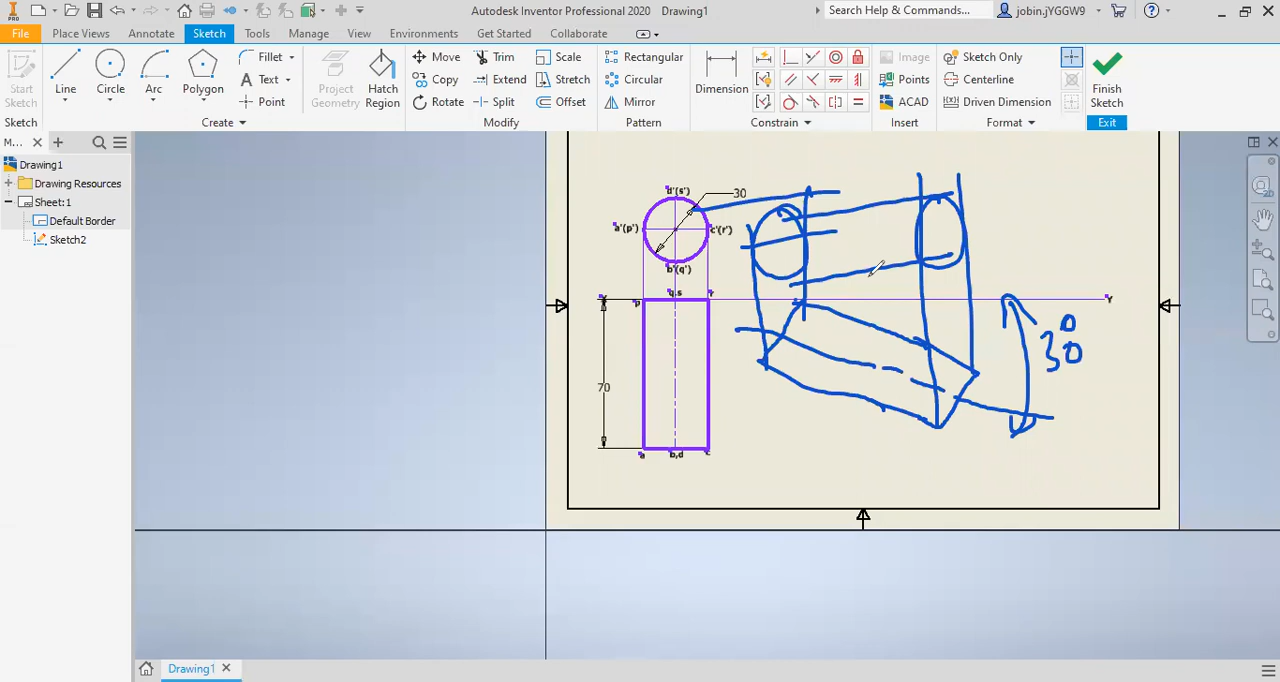 PRO
Autodesk Inventor Professional 2020 Drawing1
Search Help & Commands...
jobin.jYGGW9
File Place Views Annotate Sketch Tools Manage View Environments Get Started Collaborate
Start Sketch
Line
Circle
Arc
Polygon
Fillet
Text
Point
Project Geometry
Hatch Region
Move
Copy
Rotate
Trim
Extend
Split
Scale
Stretch
Offset
Rectangular
Circular
Mirror
Dimension
Image
Points
ACAD
Sketch Only
Centerline
Driven Dimension
Finish Sketch
Sketch Create Modify Pattern Constrain Insert Format Exit
M...
Drawing1
Drawing Resources
Sheet:1
Default Border
Sketch2
d'(s')
30
a'(p')
c'(r')
b'(q')
q,s
r
X
p
Y
30
70
a
b,d
c
Drawing1